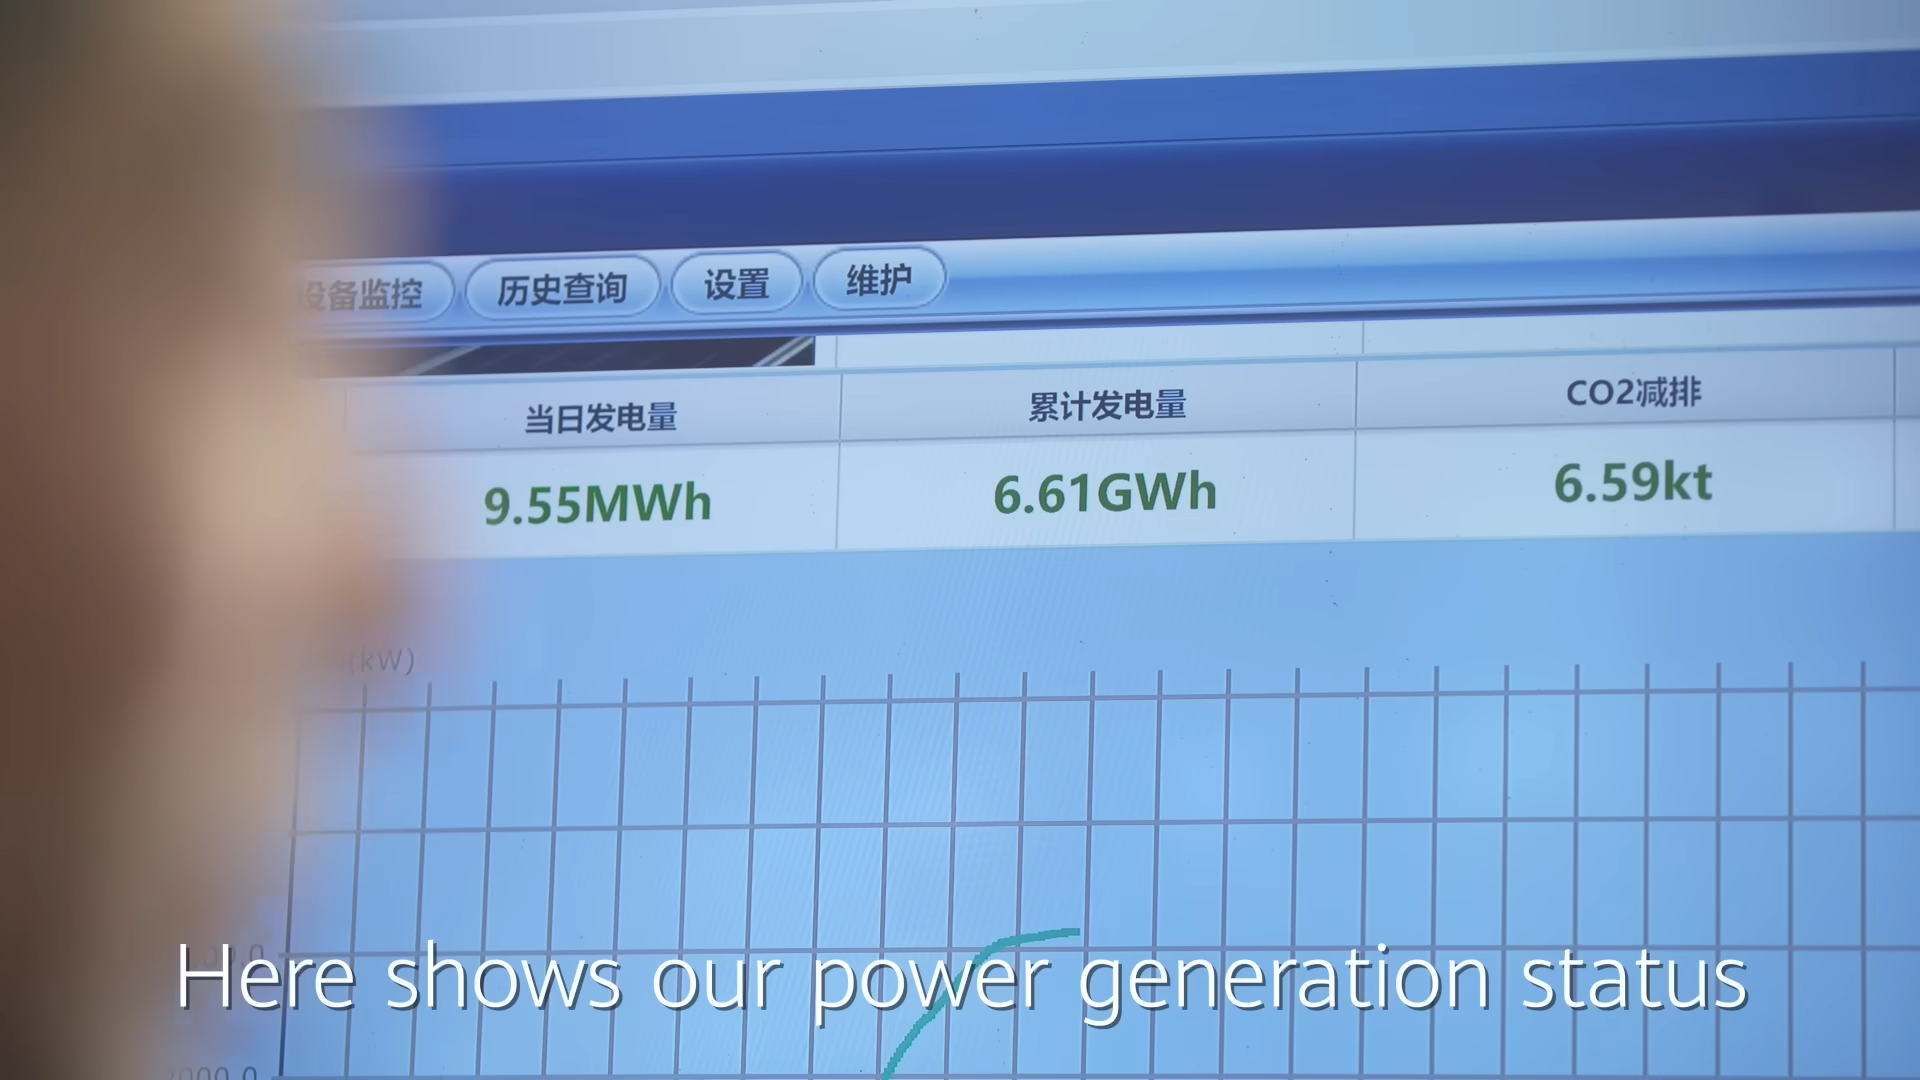 设备监控 历史查询 设置 维护
当日发电量 累计发电量 CO2减排
9.55MWh 6.61GWh 6.59kt
(kW)
Here shows our power generation status